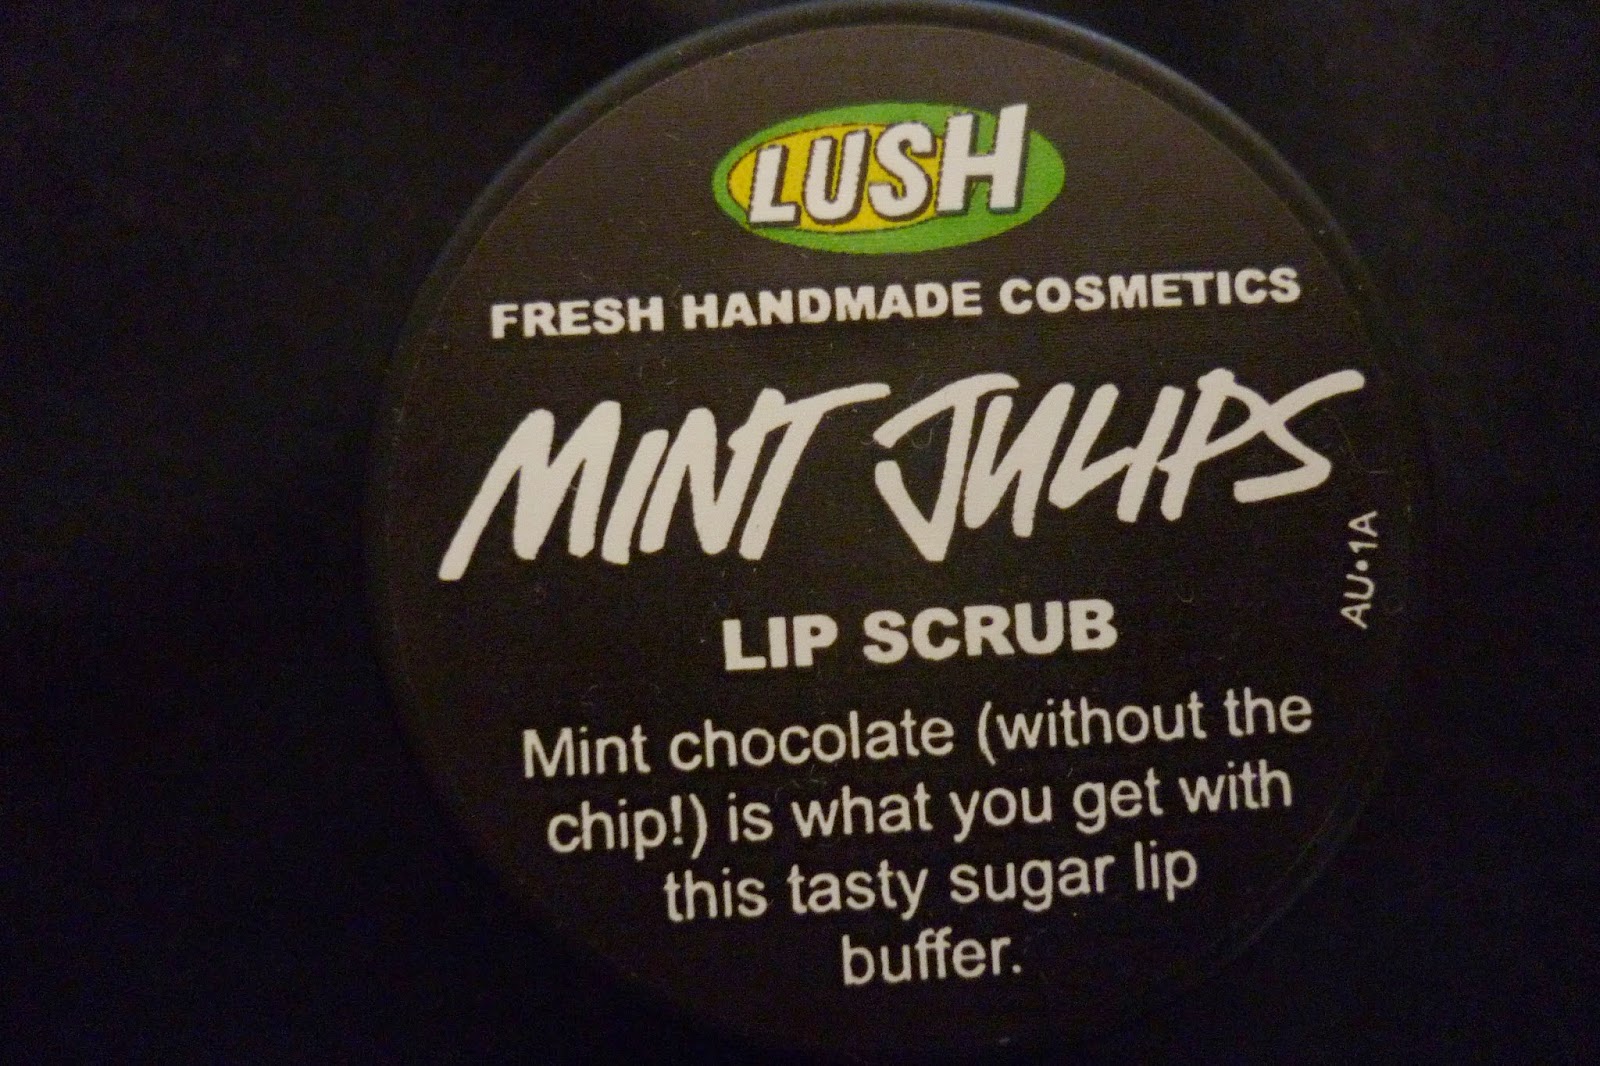 LUSH
FRESH HANDMADE COSMETICS
MINT JULIPS
AU•1A
LIP SCRUB
Mint chocolate (without the
chip!) is what you get with
this tasty sugar lip
buffer.